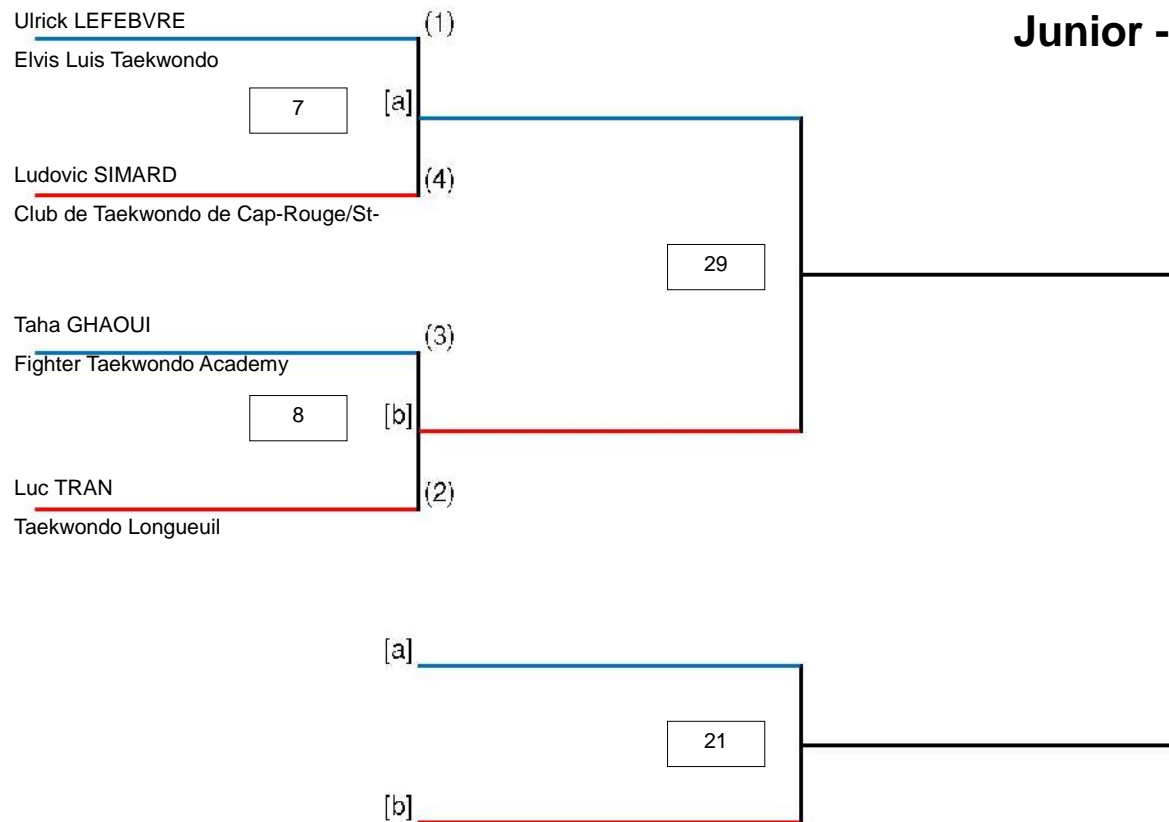 Ulrick LEFEBVRE
(1)
Junior -
Elvis Luis Taekwondo
7
[a]
Ludovic SIMARD
(4)
Club de Taekwondo de Cap-Rouge/St-
29
Taha GHAOUI
(3)
Fighter Taekwondo Academy
8
[b]
Luc TRAN
(2)
Taekwondo Longueuil
[a]
21
[b]